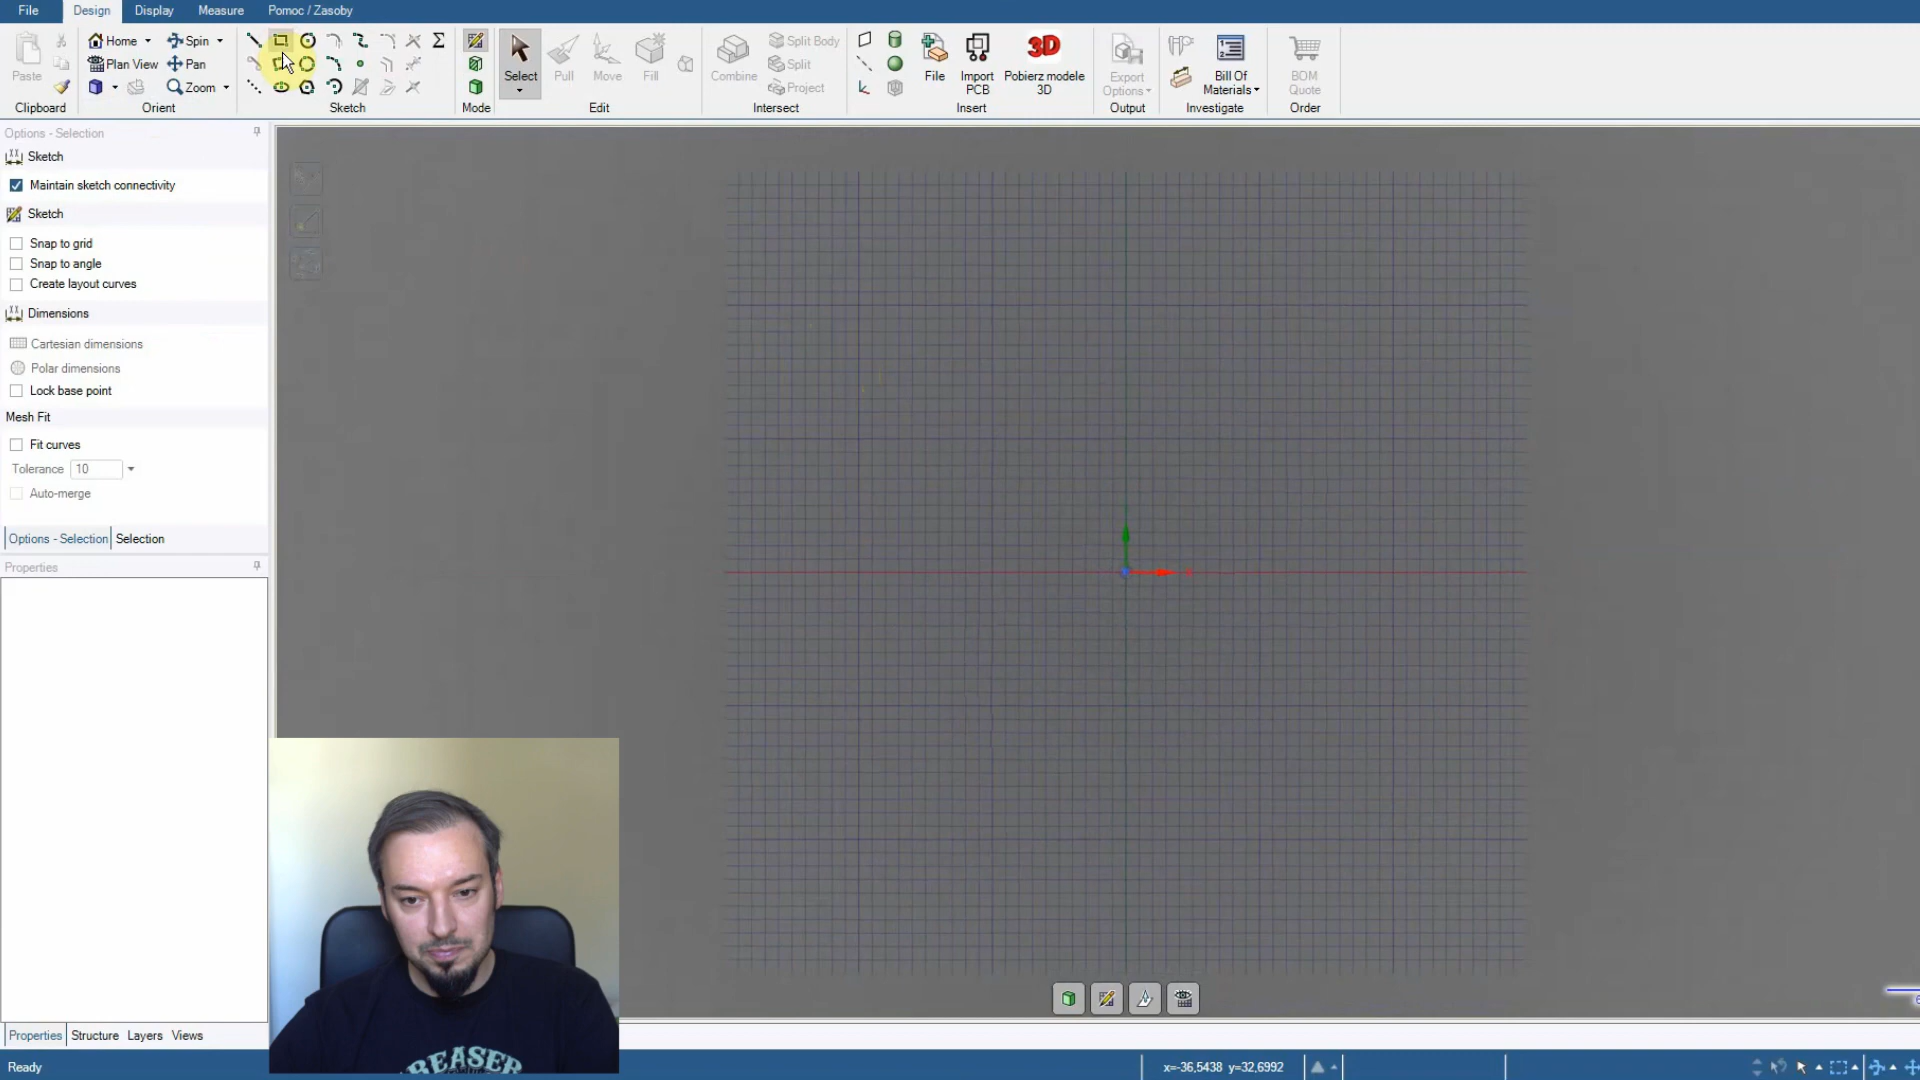 File Design Display Measure Pomoc / Zasoby
Paste Home Spin Select Pull Move Fill Combine Split Body File Import PCB 3D Pobierz modele 3D Export Options Bill Of Materials BOM Quote
Plan View Pan Split
Zoom Project
Clipboard Orient Sketch Mode Edit Intersect Insert Output Investigate Order
Options - Selection
Sketch
Maintain sketch connectivity
Sketch
Snap to grid
Snap to angle
Create layout curves
Dimensions
Cartesian dimensions
Polar dimensions
Lock base point
Mesh Fit
Fit curves
Tolerance 10
Auto-merge
Options - Selection Selection
Properties
Properties Structure Layers Views
Ready x=-36,5438 y=32,6992